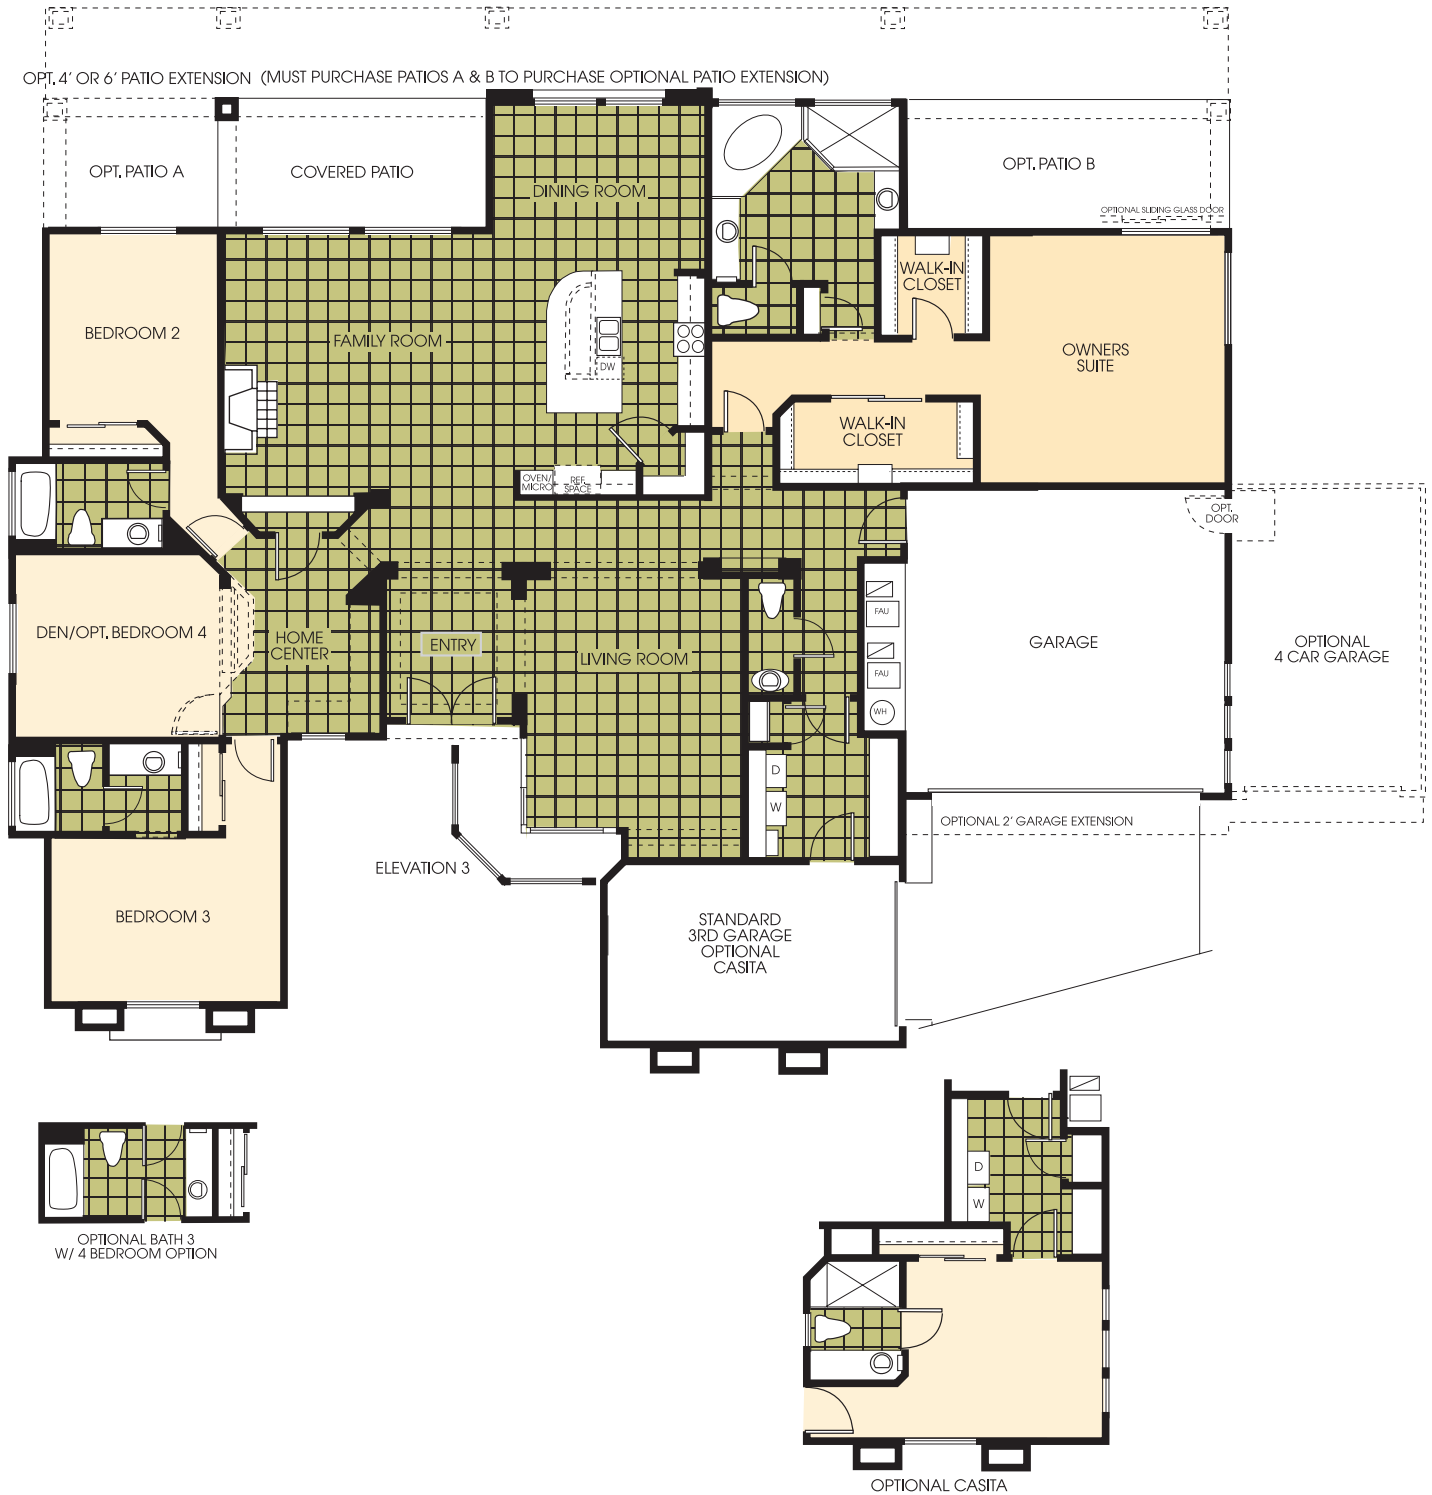 OPT. 4' OR 6' PATIO EXTENSION (MUST PURCHASE PATIOS A & B TO PURCHASE OPTIONAL PATIO EXTENSION)
OPT. PATIO A
COVERED PATIO
DINING ROOM
OPT. PATIO B
OPTIONAL SLIDING GLASS DOOR
BEDROOM 2
FAMILY ROOM
DW
WALK-IN
CLOSET
OWNERS
SUITE
WALK-IN
CLOSET
OVEN/
MICRO
REF.
SPACE
OPT.
DOOR
DEN/OPT. BEDROOM 4
HOME
CENTER
ENTRY
LIVING ROOM
FAU
FAU
WH
GARAGE
OPTIONAL
4 CAR GARAGE
D
W
OPTIONAL 2' GARAGE EXTENSION
ELEVATION 3
BEDROOM 3
STANDARD
3RD GARAGE
OPTIONAL
CASITA
OPTIONAL BATH 3
W/ 4 BEDROOM OPTION
D
W
OPTIONAL CASITA